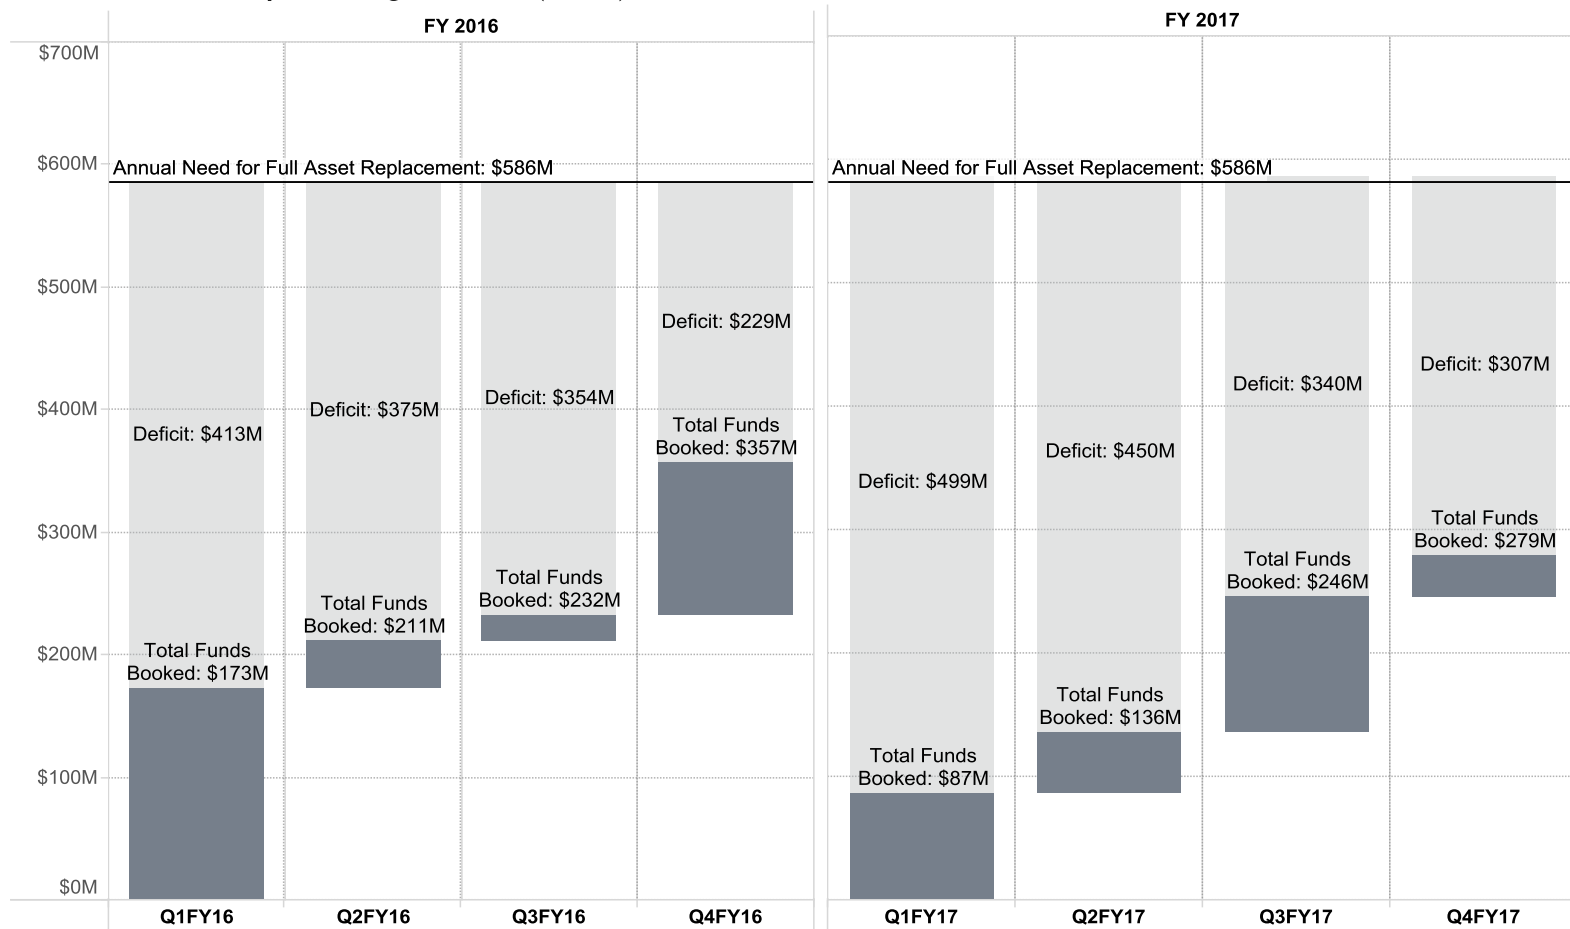 FY 2016
FY 2017
$700M
$600M
$500M
$400M
$300M
$200M
$100M
$0M
Annual Need for Full Asset Replacement: $586M
Deficit: $413M
Total Funds
Booked: $173M
Deficit: $375M
Total Funds
Booked: $211M
Deficit: $354M
Total Funds
Booked: $232M
Deficit: $229M
Total Funds
Booked: $357M
Q1FY16
Q2FY16
Q3FY16
Q4FY16
Annual Need for Full Asset Replacement: $586M
Deficit: $499M
Total Funds
Booked: $87M
Deficit: $450M
Total Funds
Booked: $136M
Deficit: $340M
Total Funds
Booked: $246M
Deficit: $307M
Total Funds
Booked: $279M
Q1FY17
Q2FY17
Q3FY17
Q4FY17